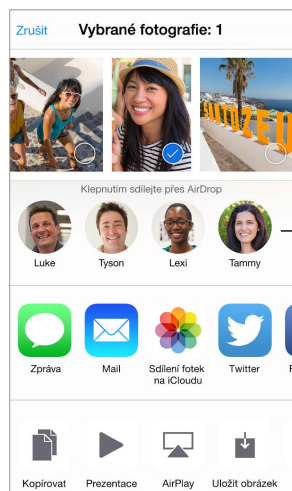 Zrušit Vybrané fotografie: 1
Klepnutím sdílejte přes AirDrop
Luke Tyson Lexi Tammy
Zpráva Mail Sdílení fotek Twitter
na iCloudu
Kopírovat Prezentace AirPlay Uložit obrázek